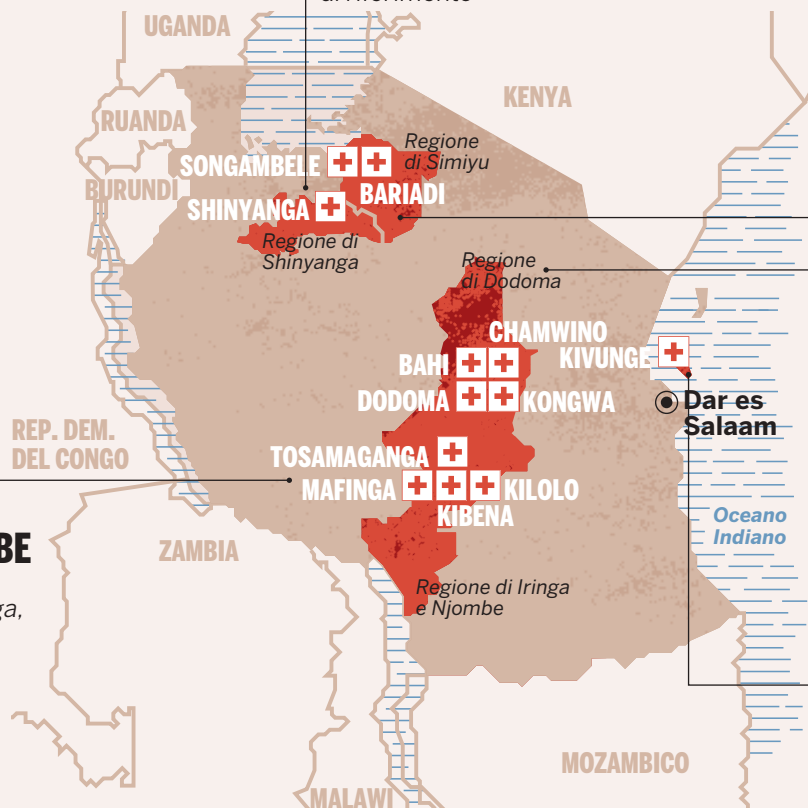 UGANDA
KENYA
RUANDA
Regione
di Simiyu
SONGAMBELE
BURUNDI
BARIADI
SHINYANGA
Regione di
Shinyanga
Regione
di Dodoma
CHAMWINO
KIVUNGE
BAHI
DODOMA
KONGWA
Dar es
Salaam
REP. DEM.
DEL CONGO
TOSAMAGANGA
MAFINGA
KILOLO
KIBENA
Oceano
Indiano
BE
ZAMBIA
Regione di Iringa
e Njombe
ga,
MOZAMBICO
MALAWI